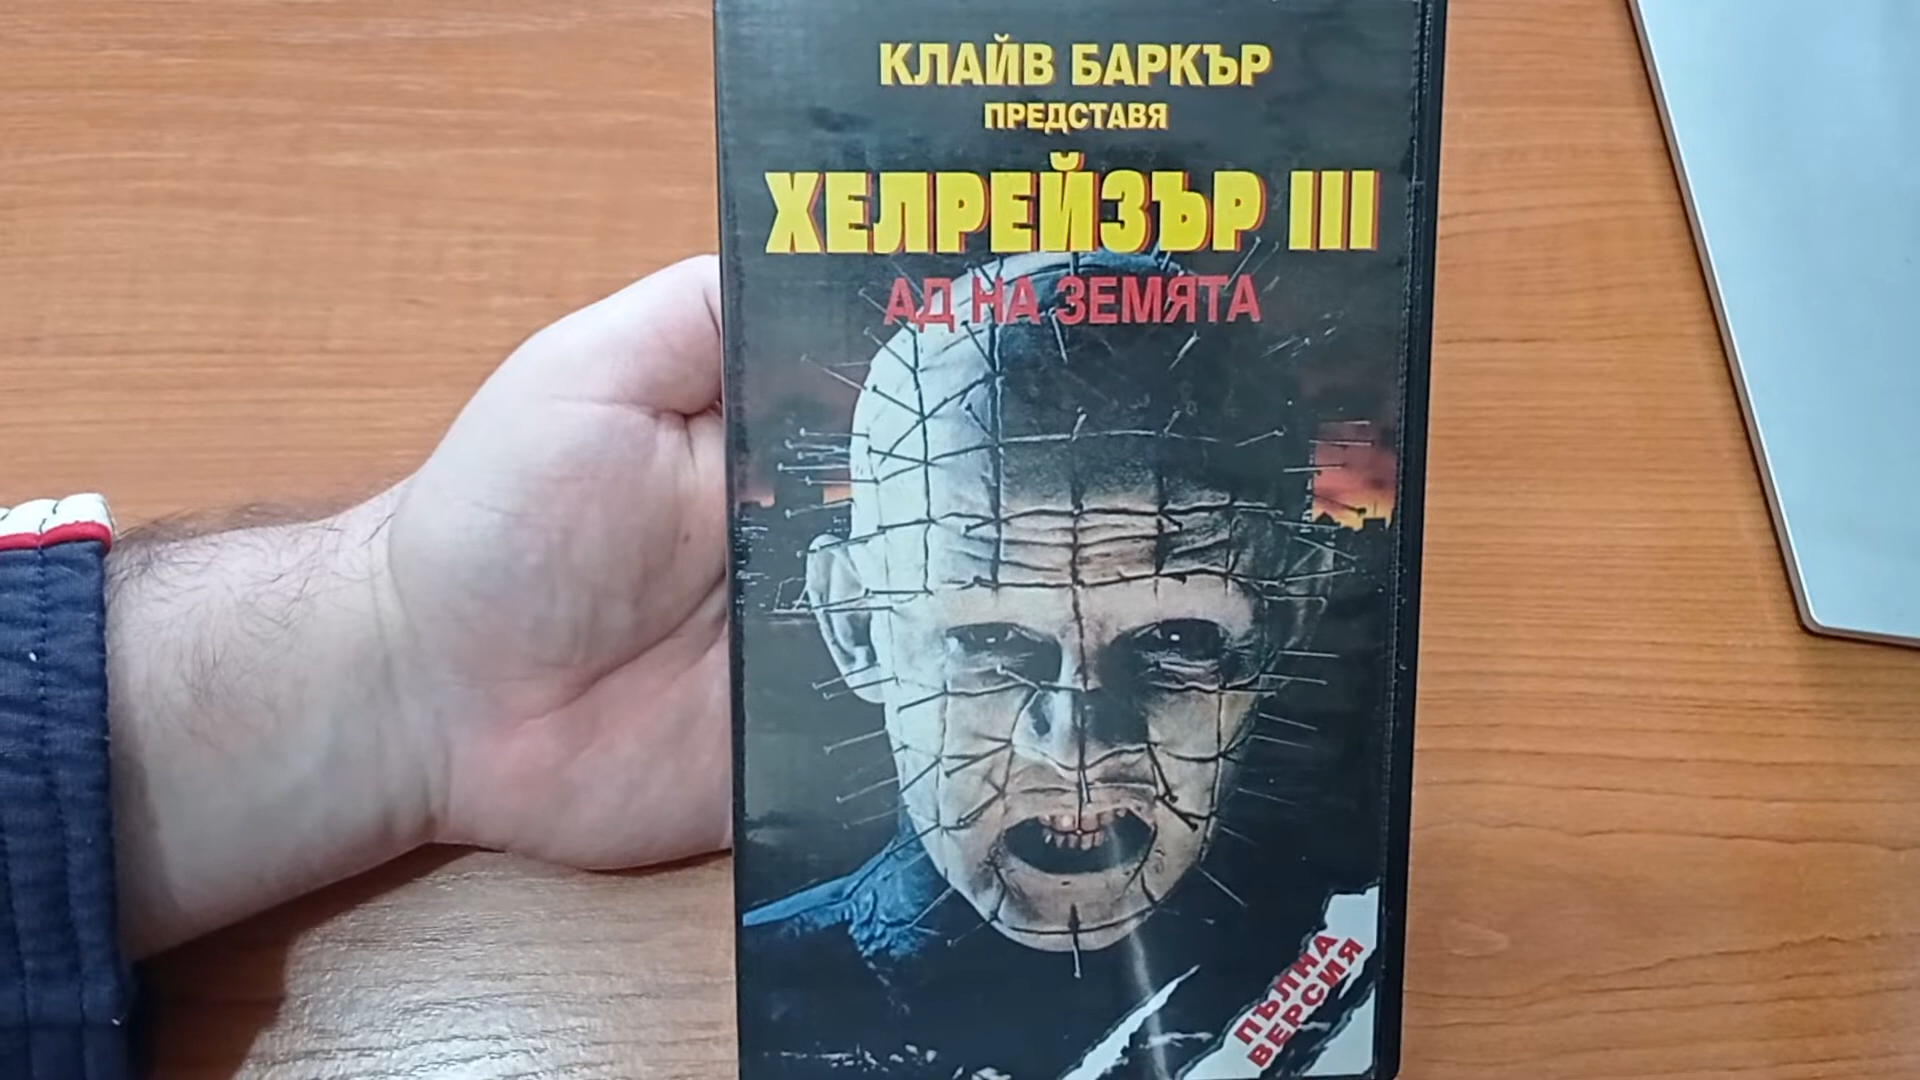 КЛАЙВ БАРКЪР
ПРЕДСТАВЯ
ХЕЛРЕЙЗЪР III
АД НА ЗЕМЯТА
ПЪЛНА
ВЕРСИЯ